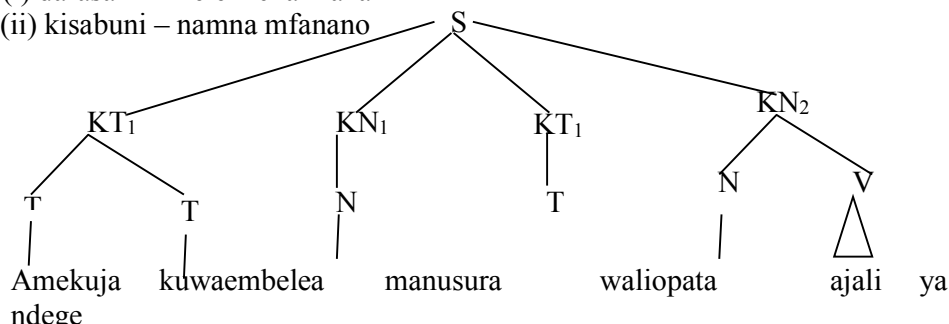 (ii) kisabuni – namna mfanano
S
KT₁ KN₁ KT₁ KN₂
T T N T N V
Amekuja kuwaembelea manusura waliopata ajali ya
ndege